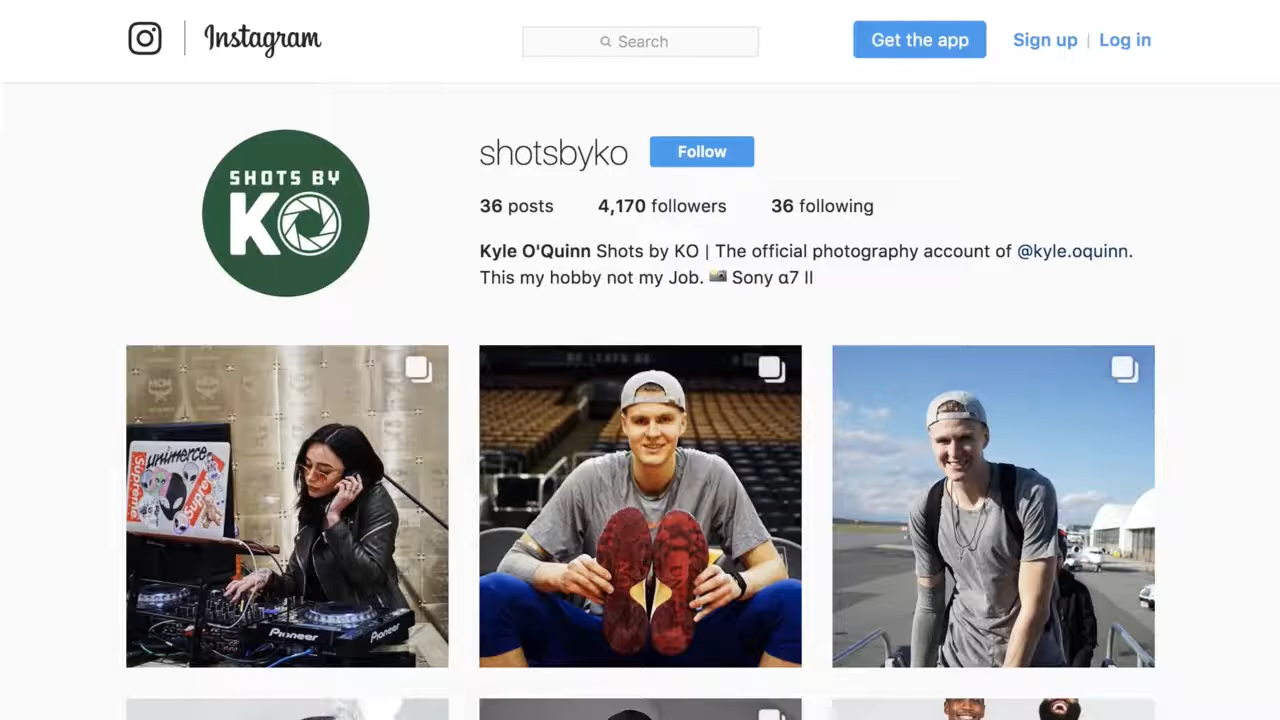 Instagram
Search
Get the app
Sign up | Log in
SHOTS BY
KO
shotsbyko
Follow
36 posts 4,170 followers 36 following
Kyle O'Quinn Shots by KO | The official photography account of @kyle.oquinn.
This my hobby not my Job. 📷 Sony α7 II
MCM
unimerce
Supreme
Supreme
Pioneer
Pioneer